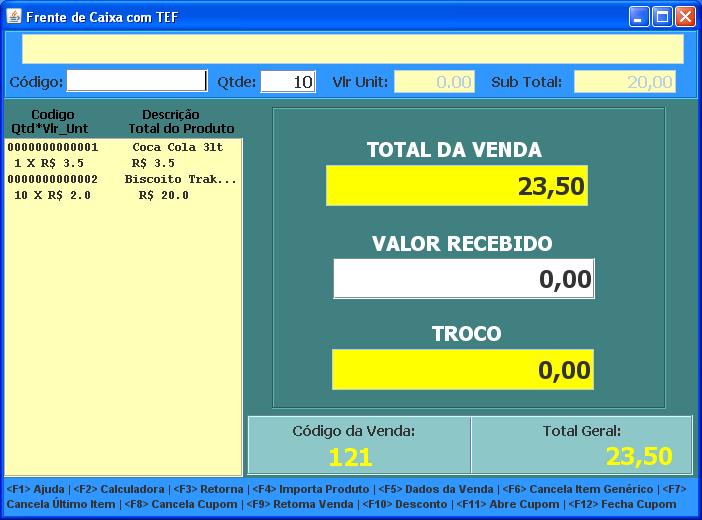 Frente de Caixa com TEF
Código: Qtde: 10 Vlr Unit: 0.00 Sub Total: 20,00
Codigo Descrição
Qtd*Vlr_Unt Total do Produto
0000000000001 Coca Cola 3lt
1 X R$ 3.5 R$ 3.5
0000000000002 Biscoito Trak...
10 X R$ 2.0 R$ 20.0
TOTAL DA VENDA
23,50
VALOR RECEBIDO
0,00
TROCO
0,00
Código da Venda: Total Geral:
121 23,50
<F1> Ajuda | <F2> Calculadora | <F3> Retorna | <F4> Importa Produto | <F5> Dados da Venda | <F6> Cancela Item Genérico | <F7>
Cancela Último Item | <F8> Cancela Cupom | <F9> Retoma Venda | <F10> Desconto | <F11> Abre Cupom | <F12> Fecha Cupom